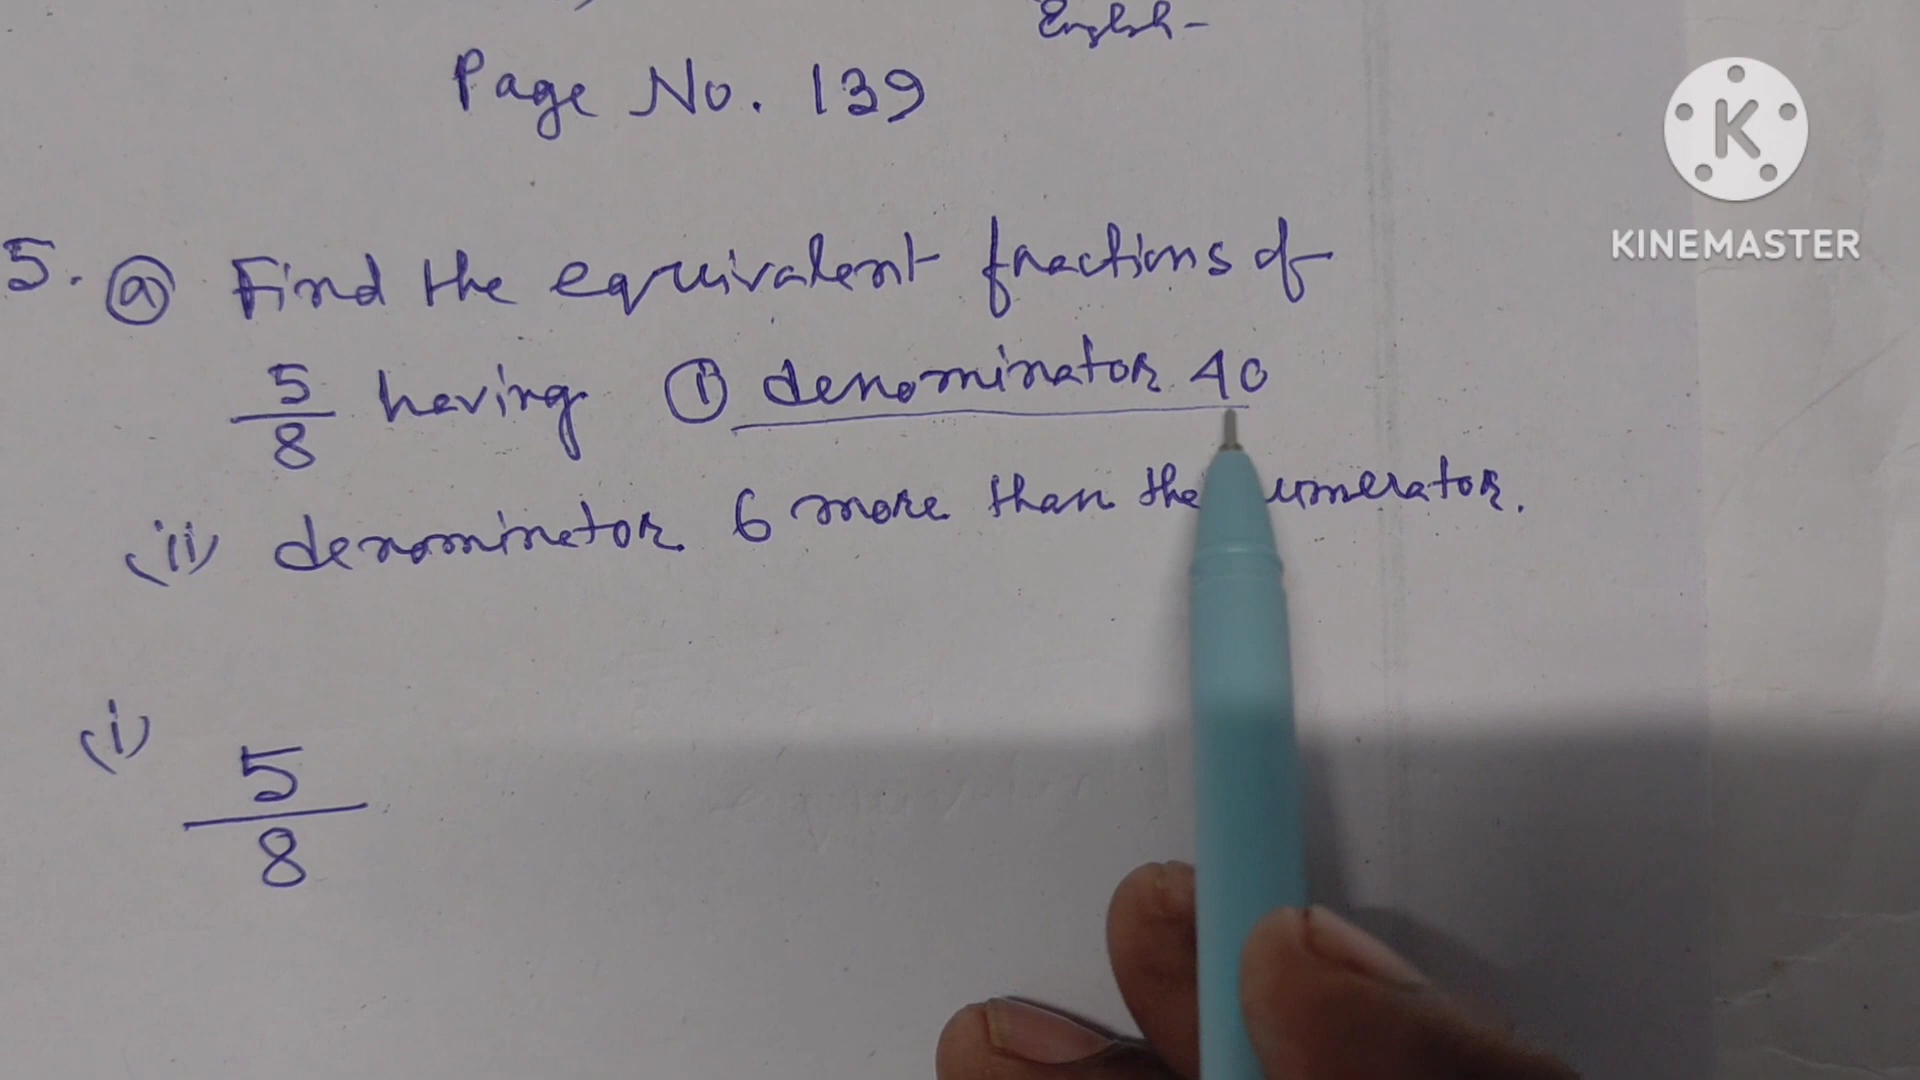 English-
Page No. 139
KINEMASTER
5. (a) Find the equivalent fractions of
5/8 having (i) denominator 40
(ii) denominator 6 more than the umerator.
(i) 5/8